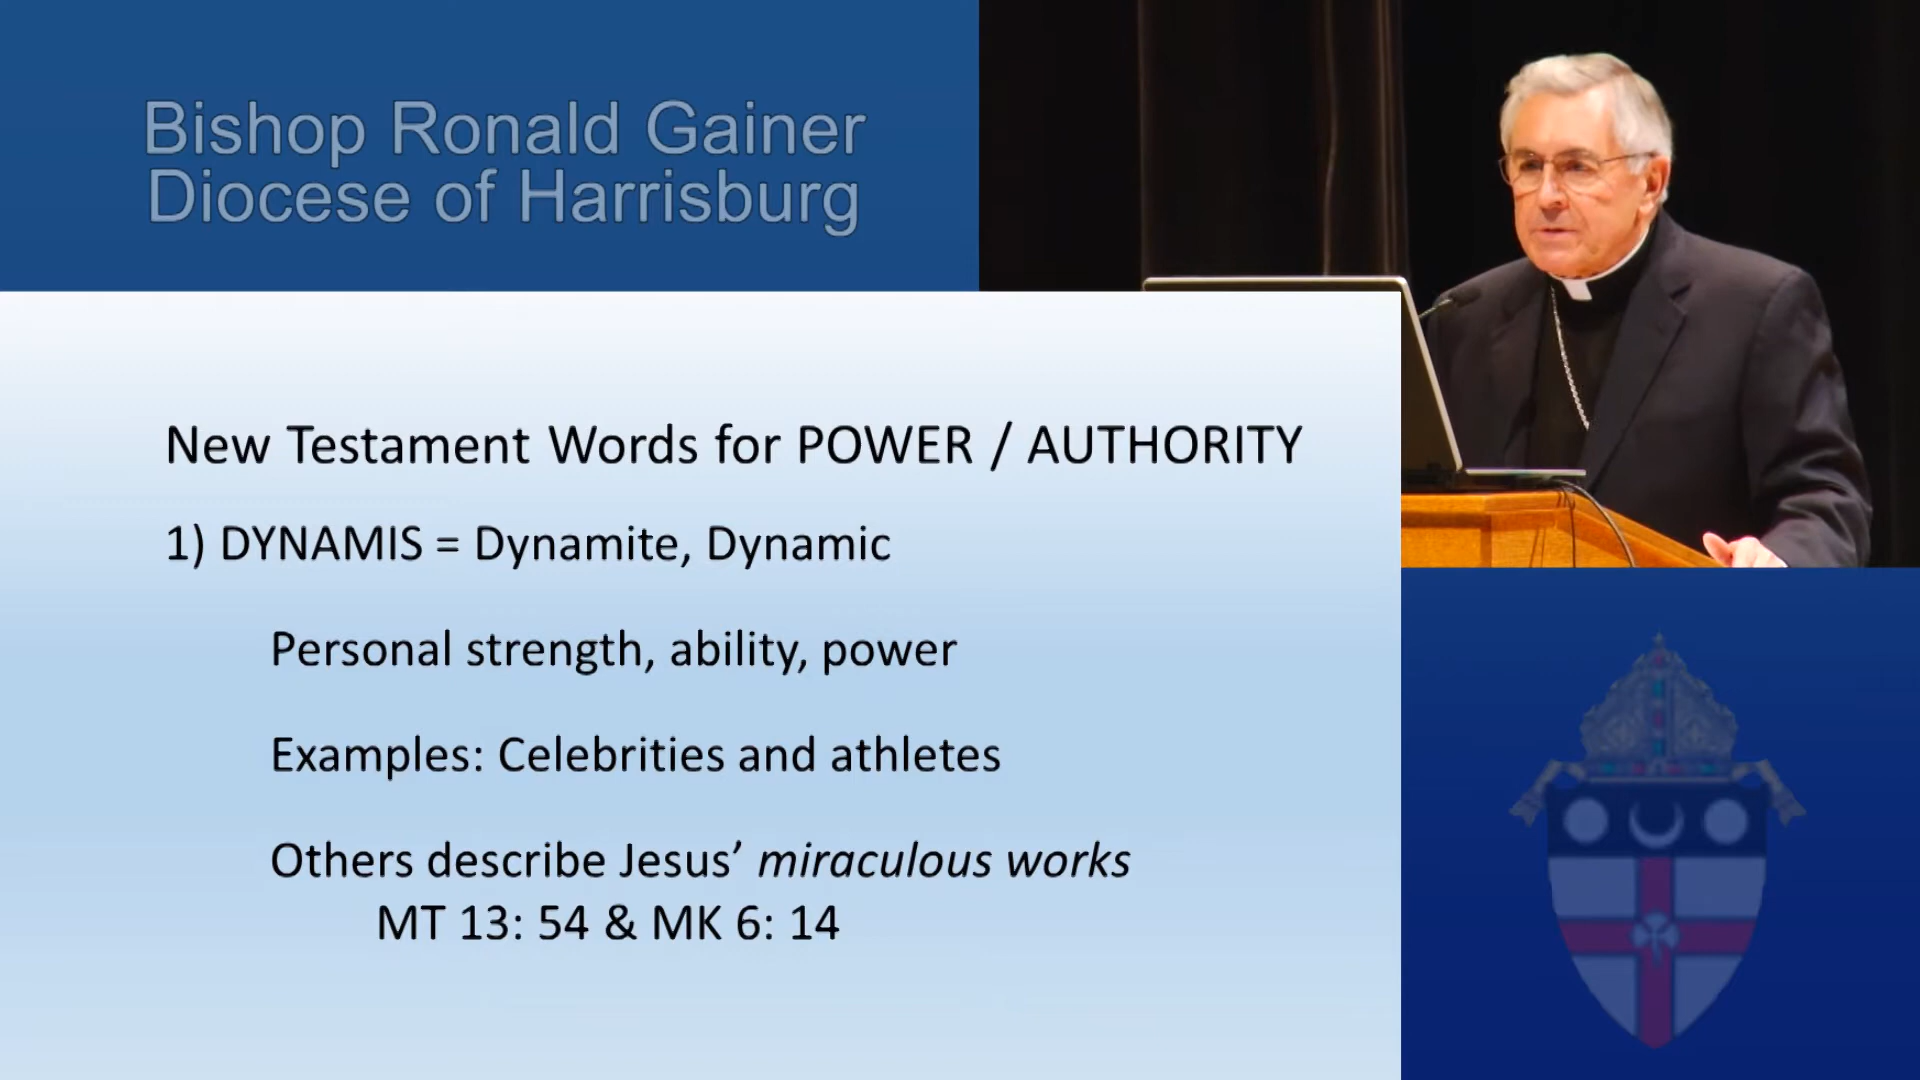 Bishop Ronald Gainer
Diocese of Harrisburg
New Testament Words for POWER / AUTHORITY
1) DYNAMIS = Dynamite, Dynamic
Personal strength, ability, power
Examples: Celebrities and athletes
Others describe Jesus’ miraculous works
MT 13: 54 & MK 6: 14